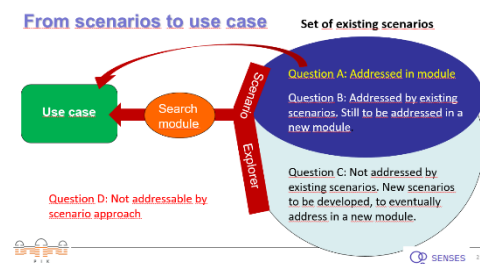 From scenarios to use case
Set of existing scenarios
Question A: Addressed in module
Question B: Addressed by existing
scenarios. Still to be addressed in a
new module.
Scenario
Explorer
Search
module
Use case
Question C: Not addressed by
existing scenarios. New scenarios
to be developed, to eventually
address in a new module.
Question D: Not addressable by
scenario approach
P I K
SENSES